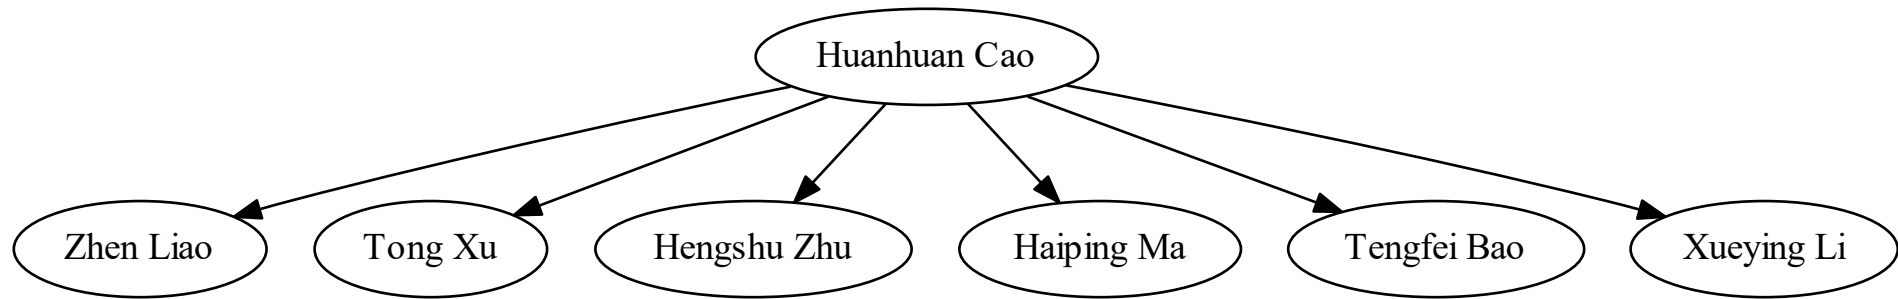 Huanhuan Cao
Zhen Liao
Tong Xu
Hengshu Zhu
Haiping Ma
Tengfei Bao
Xueying Li